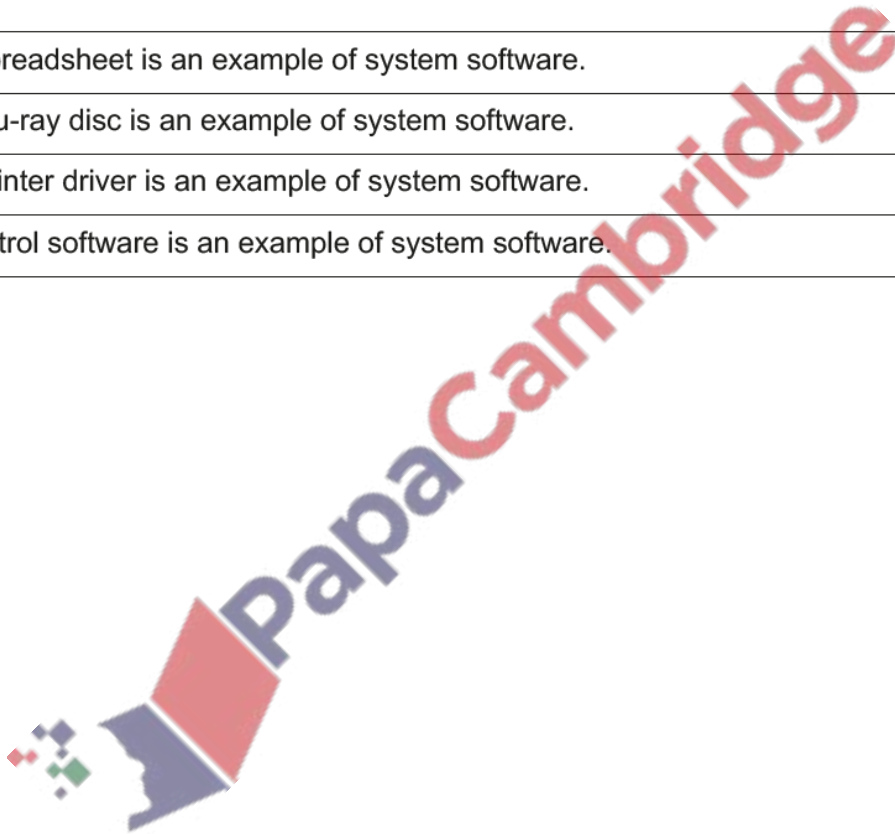 readsheet is an example of system software.
u-ray disc is an example of system software.
inter driver is an example of system software.
trol software is an example of system software.
PapaCambridge